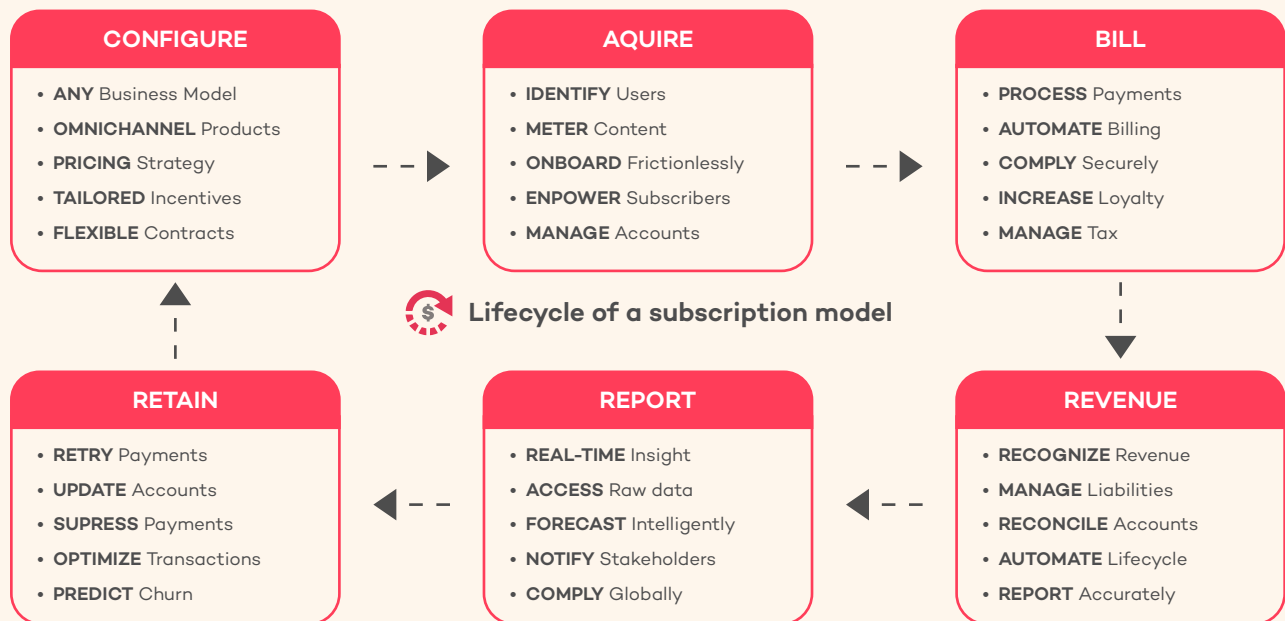 CONFIGURE
• ANY Business Model
• OMNICHANNEL Products
• PRICING Strategy
• TAILORED Incentives
• FLEXIBLE Contracts
AQUIRE
• IDENTIFY Users
• METER Content
• ONBOARD Frictionlessly
• ENPOWER Subscribers
• MANAGE Accounts
BILL
• PROCESS Payments
• AUTOMATE Billing
• COMPLY Securely
• INCREASE Loyalty
• MANAGE Tax
$
Lifecycle of a subscription model
RETAIN
• RETRY Payments
• UPDATE Accounts
• SUPRESS Payments
• OPTIMIZE Transactions
• PREDICT Churn
REPORT
• REAL-TIME Insight
• ACCESS Raw data
• FORECAST Intelligently
• NOTIFY Stakeholders
• COMPLY Globally
REVENUE
• RECOGNIZE Revenue
• MANAGE Liabilities
• RECONCILE Accounts
• AUTOMATE Lifecycle
• REPORT Accurately